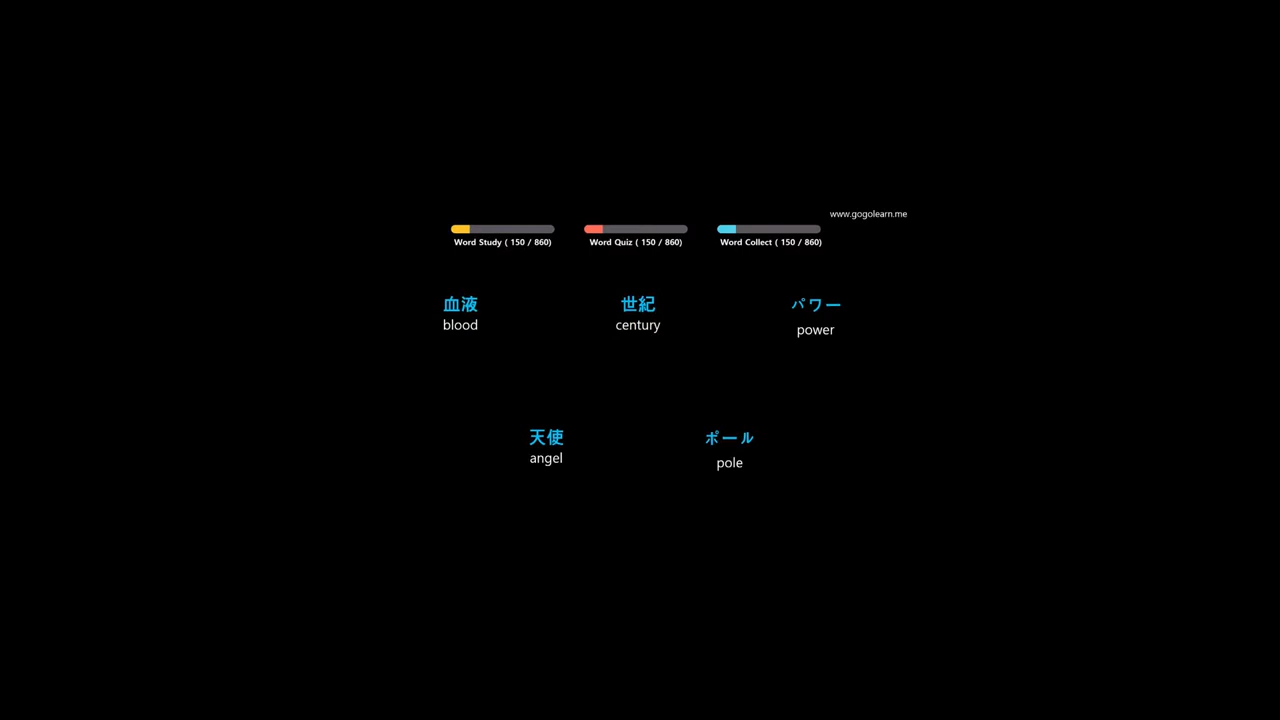 www.gogolearn.me
Word Study ( 150 / 860)
Word Quiz ( 150 / 860)
Word Collect ( 150 / 860)
血液
blood
世紀
century
パワー
power
天使
angel
ポール
pole